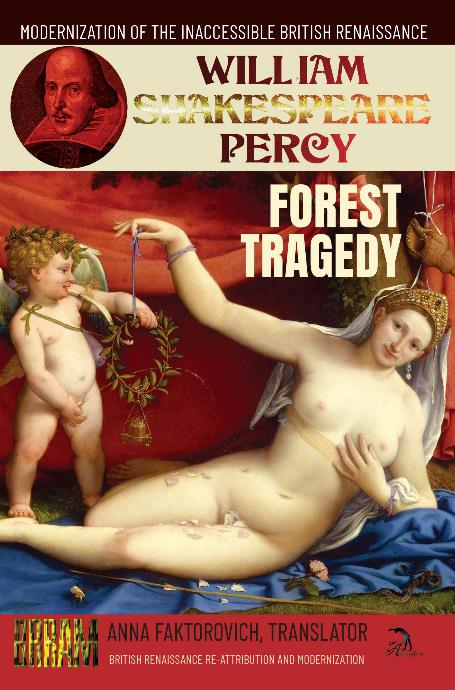 MODERNIZATION OF THE INACCESSIBLE BRITISH RENAISSANCE
WILLIAM
SHAKESPEARE
PERCY
FOREST
TRAGEDY
BRRAM
ANNA FAKTOROVICH, TRANSLATOR
BRITISH RENAISSANCE RE-ATTRIBUTION AND MODERNIZATION